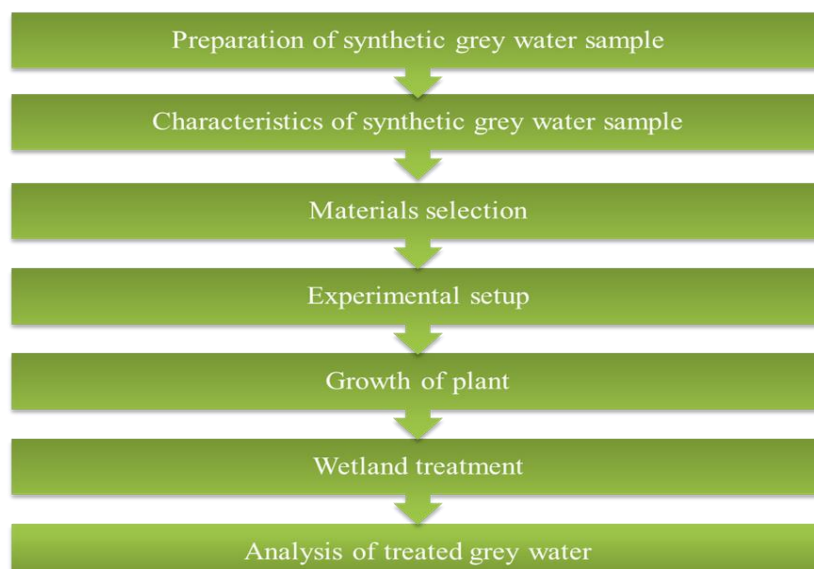 Preparation of synthetic grey water sample
Characteristics of synthetic grey water sample
Materials selection
Experimental setup
Growth of plant
Wetland treatment
Analysis of treated grey water